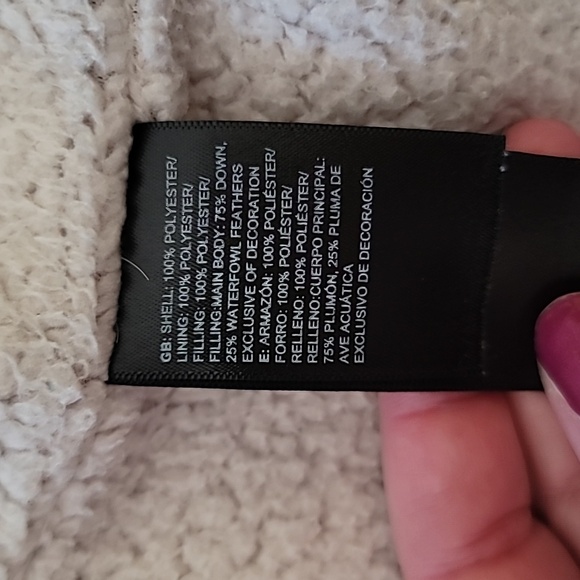 GB: SHELL: 100% POLYESTER/
LINING: 100% POLYESTER/
FILLING: 100% POLYESTER/
FILLING:MAIN BODY: 75% DOWN,
25% WATERFOWL FEATHERS
EXCLUSIVE OF DECORATION
E: ARMAZÓN: 100% POLIÉSTER/
FORRO: 100% POLIÉSTER/
RELLENO: 100% POLIÉSTER/
RELLENO:CUERPO PRINCIPAL:
75% PLUMÓN, 25% PLUMA DE
AVE ACUÁTICA
EXCLUSIVO DE DECORACIÓN